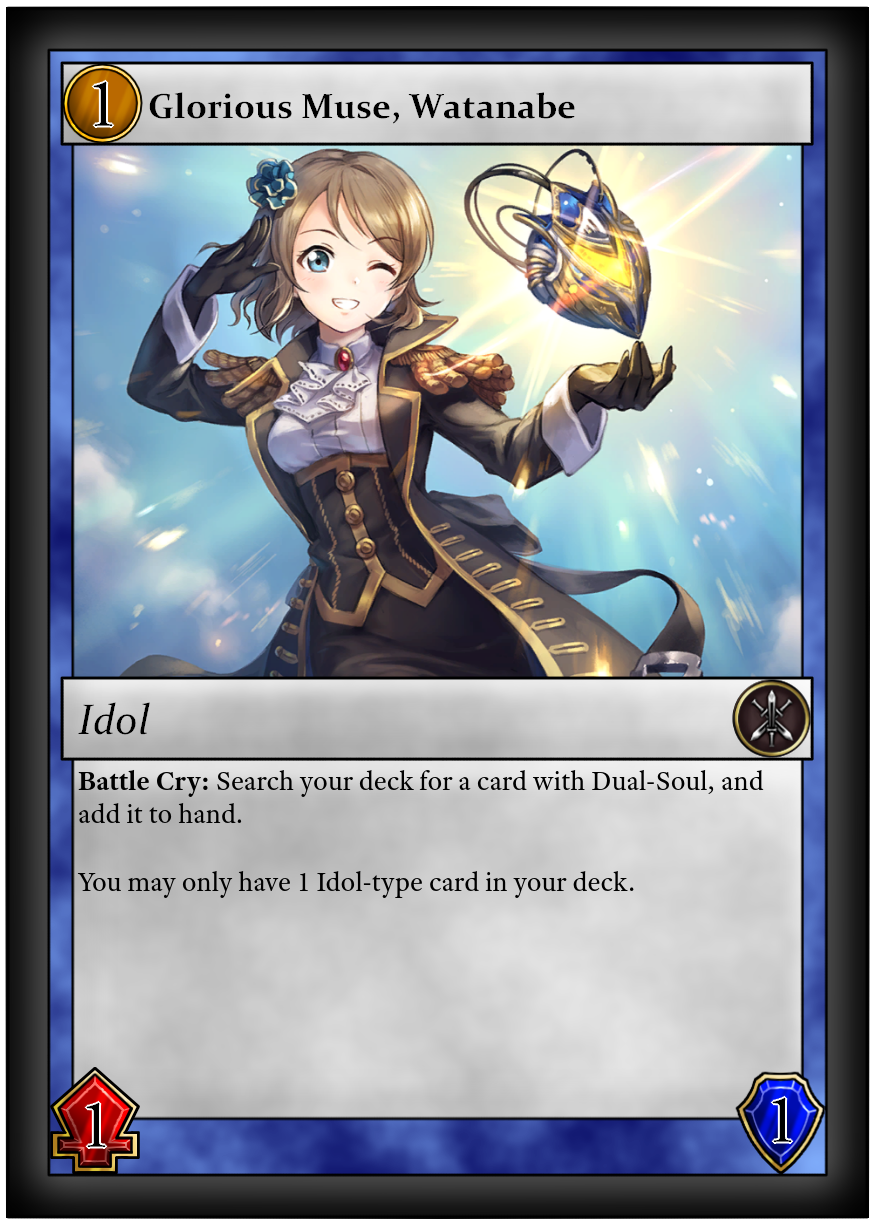 1 Glorious Muse, Watanabe
Idol
Battle Cry: Search your deck for a card with Dual-Soul, and
add it to hand.
You may only have 1 Idol-type card in your deck.
1 1